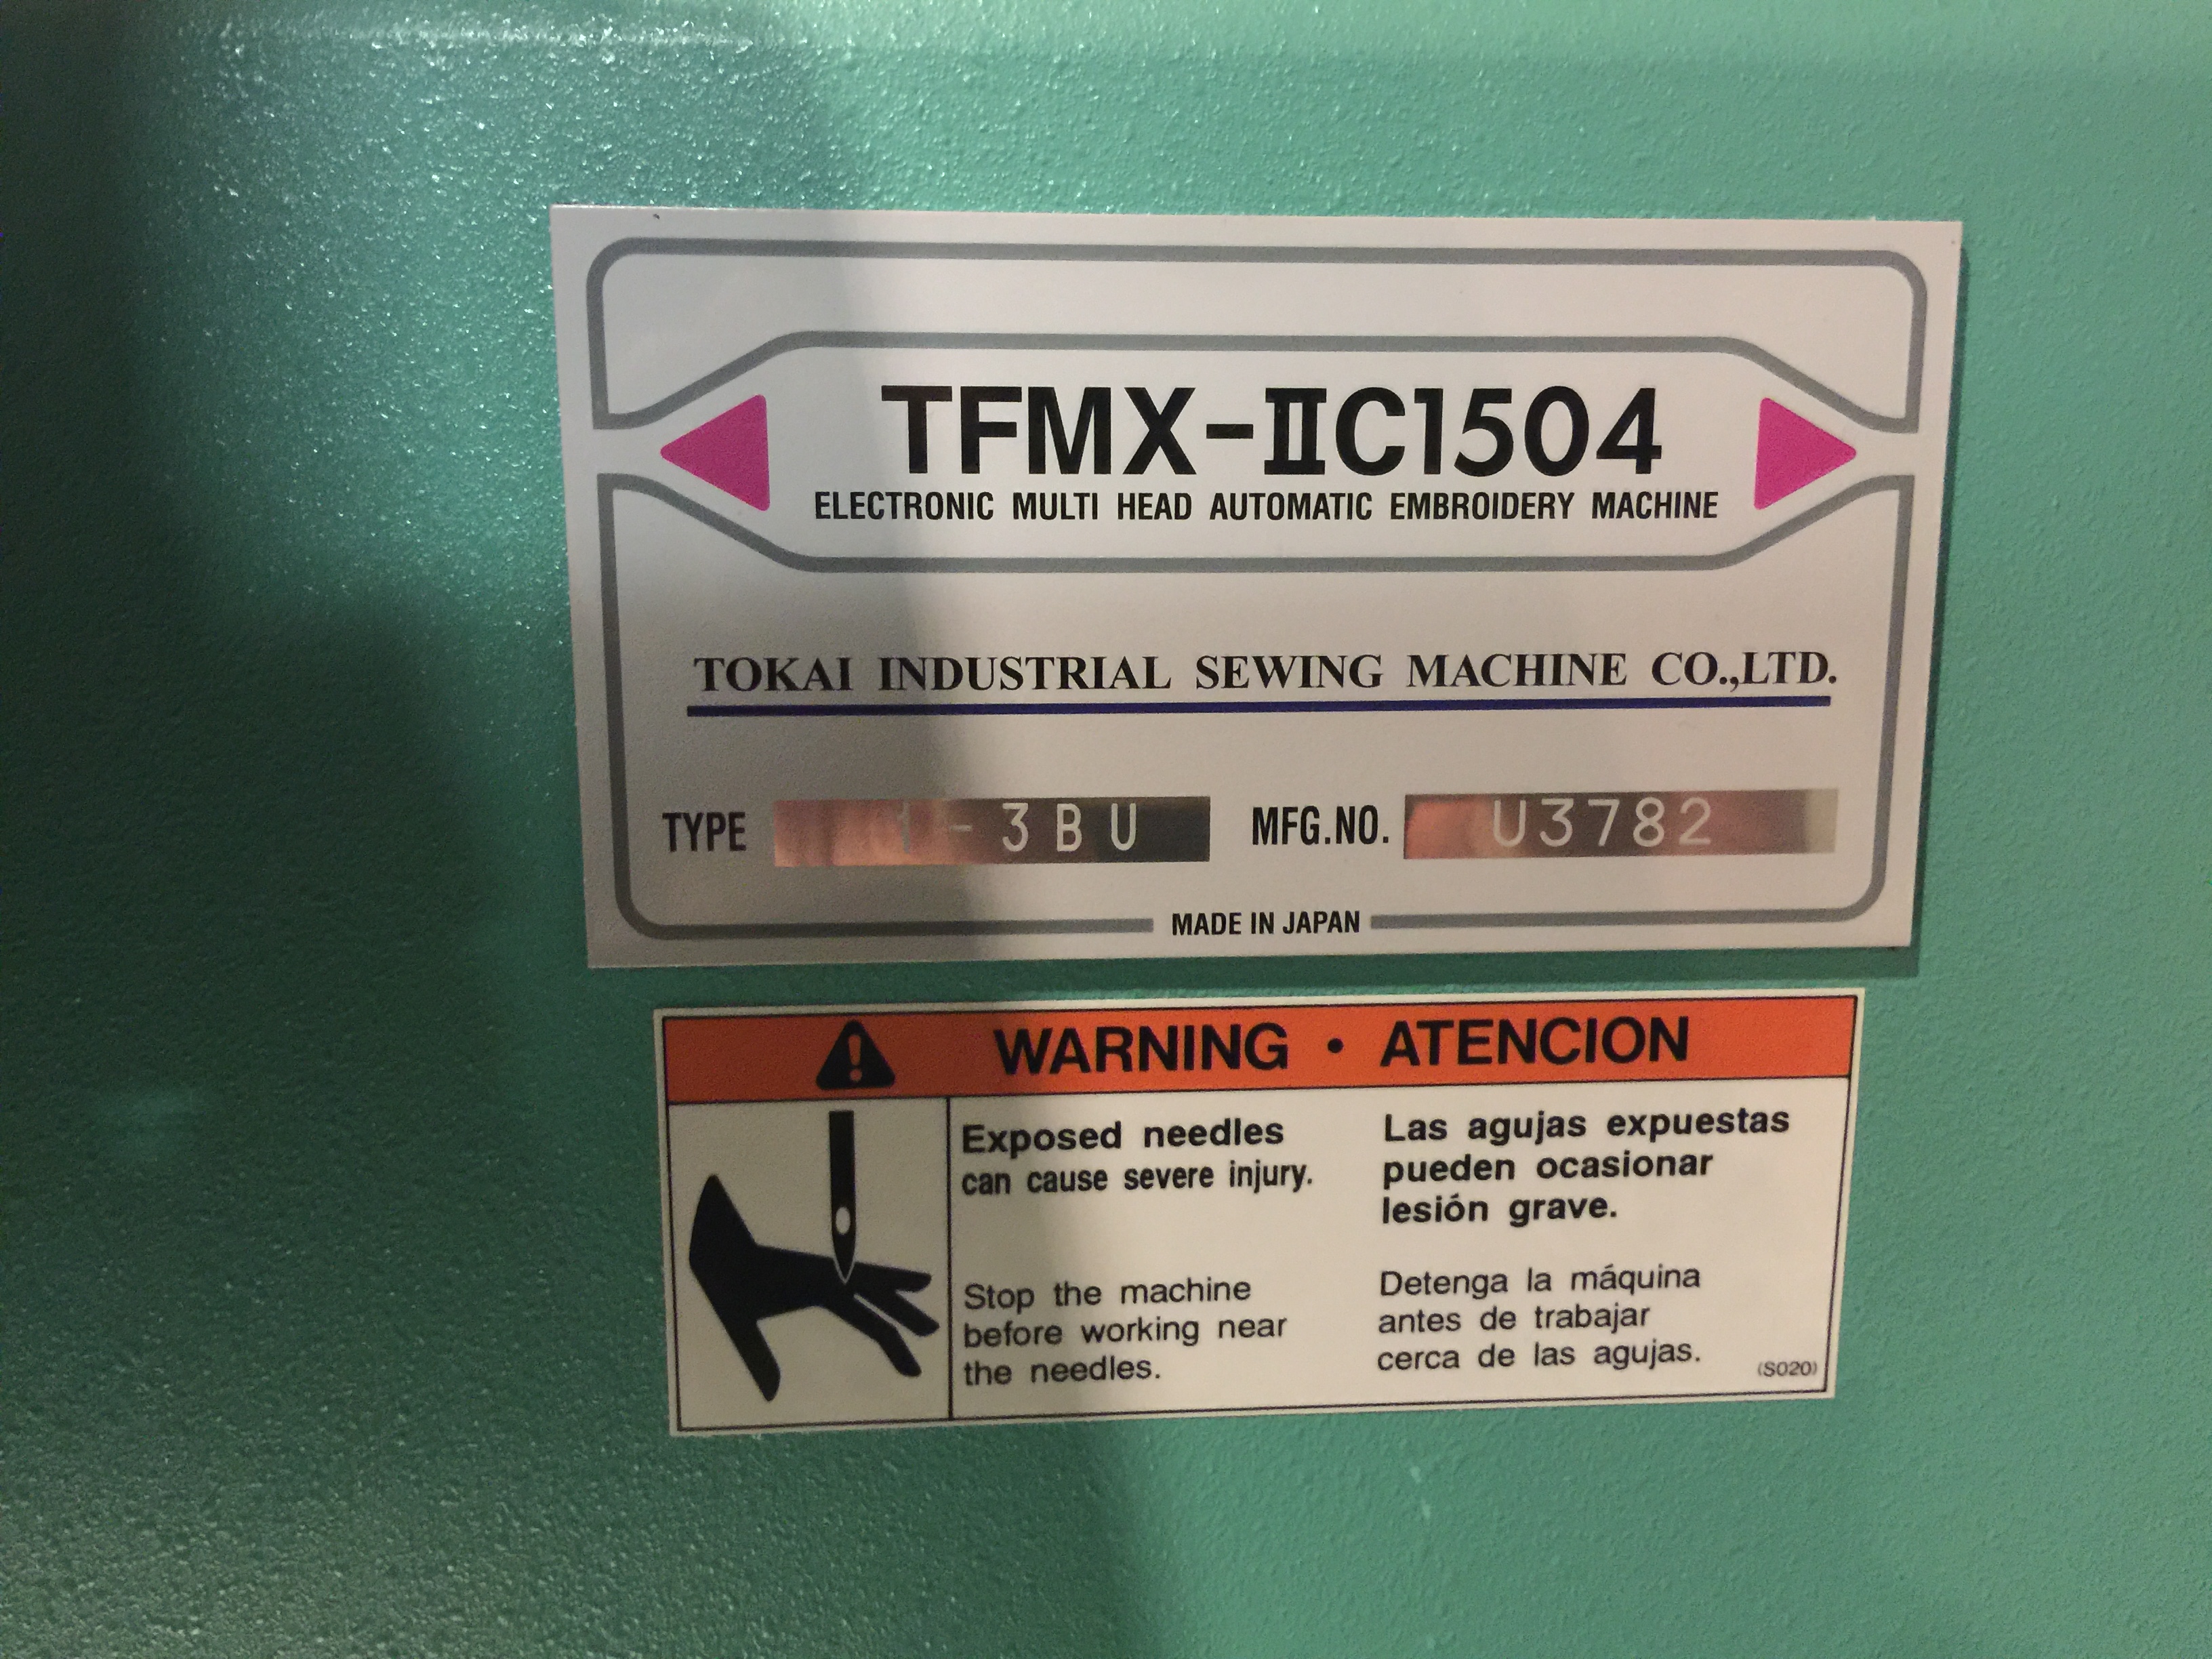 TFMX-IIC1504
ELECTRONIC MULTI HEAD AUTOMATIC EMBROIDERY MACHINE
TOKAI INDUSTRIAL SEWING MACHINE CO.,LTD.
TYPE 1-3BU MFG.NO. U3782
MADE IN JAPAN
WARNING • ATENCION
Exposed needles
can cause severe injury.
Stop the machine
before working near
the needles.
Las agujas expuestas
pueden ocasionar
lesión grave.
Detenga la máquina
antes de trabajar
cerca de las agujas.
(S020)